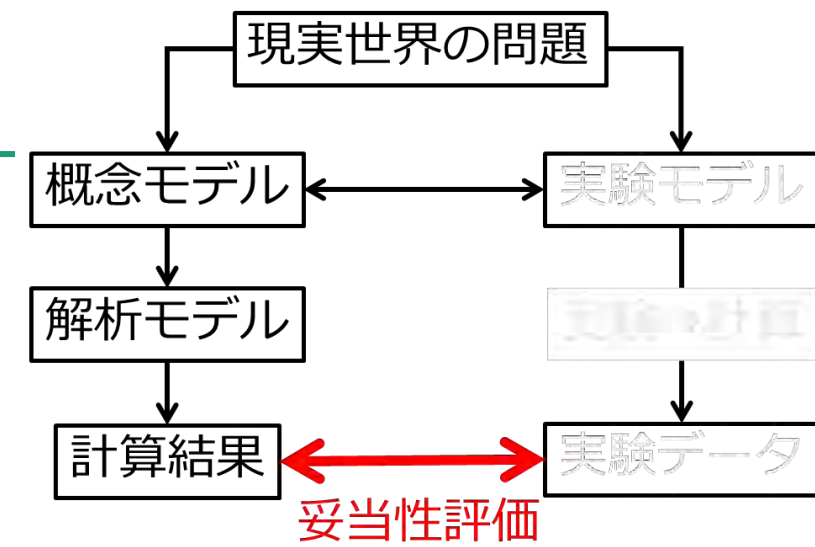 現実世界の問題
概念モデル
実験モデル
解析モデル
計算結果
実験データ
妥当性評価